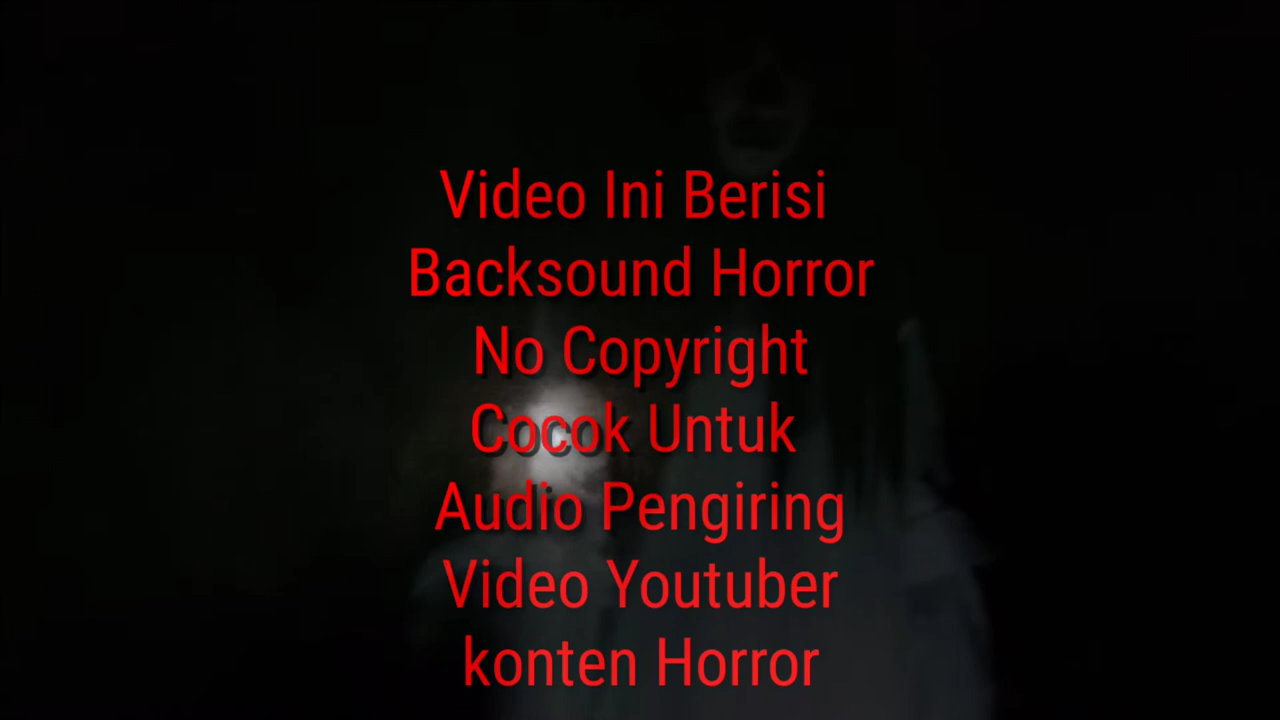 Video Ini Berisi
Backsound Horror
No Copyright
Cocok Untuk
Audio Pengiring
Video Youtuber
konten Horror